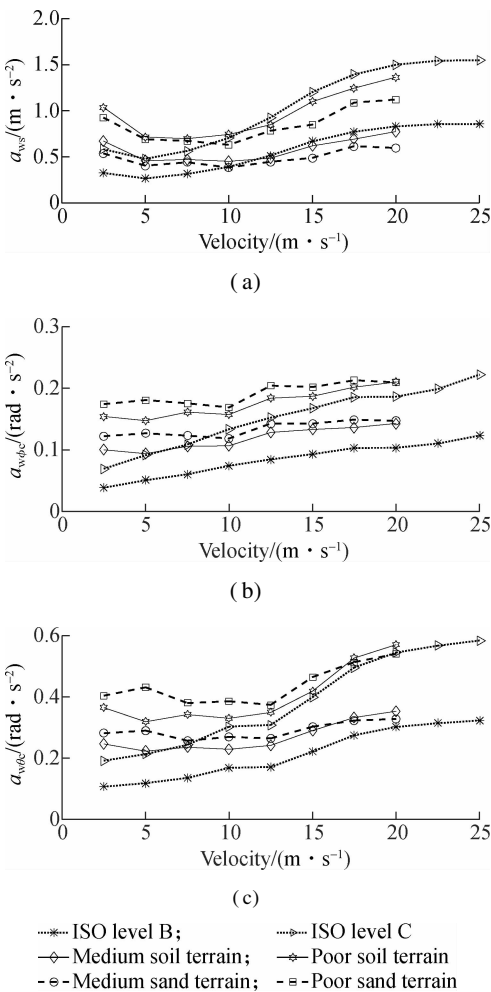 1.5
1.0
0.5
0
a_ws/(m · s⁻²)
0 5 10 15 20 25
Velocity/(m · s⁻¹)
(a)
0.3
0.2
0.1
0
a_wϕc/(rad · s⁻²)
0 5 10 15 20 25
Velocity/(m · s⁻¹)
(b)
0.6
0.4
0.2
0
a_wθc/(rad · s⁻²)
0 5 10 15 20 25
Velocity/(m · s⁻¹)
(c)
ISO level B; ISO level C
Medium soil terrain; Poor soil terrain
Medium sand terrain; Poor sand terrain